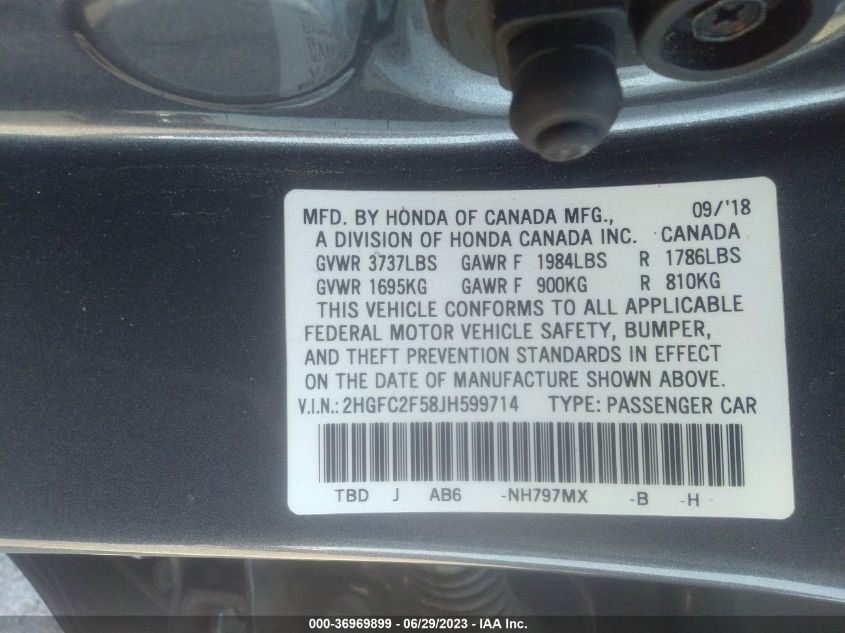 MFD. BY HONDA OF CANADA MFG., 09/'18
A DIVISION OF HONDA CANADA INC. CANADA
GVWR 3737LBS GAWR F 1984LBS R 1786LBS
GVWR 1695KG GAWR F 900KG R 810KG
THIS VEHICLE CONFORMS TO ALL APPLICABLE
FEDERAL MOTOR VEHICLE SAFETY, BUMPER,
AND THEFT PREVENTION STANDARDS IN EFFECT
ON THE DATE OF MANUFACTURE SHOWN ABOVE.
V.I.N.: 2HGFC2F58JH599714 TYPE: PASSENGER CAR
TBD J AB6 -NH797MX -B -H
000-36969899 / 06/29/2023 - IAA Inc.